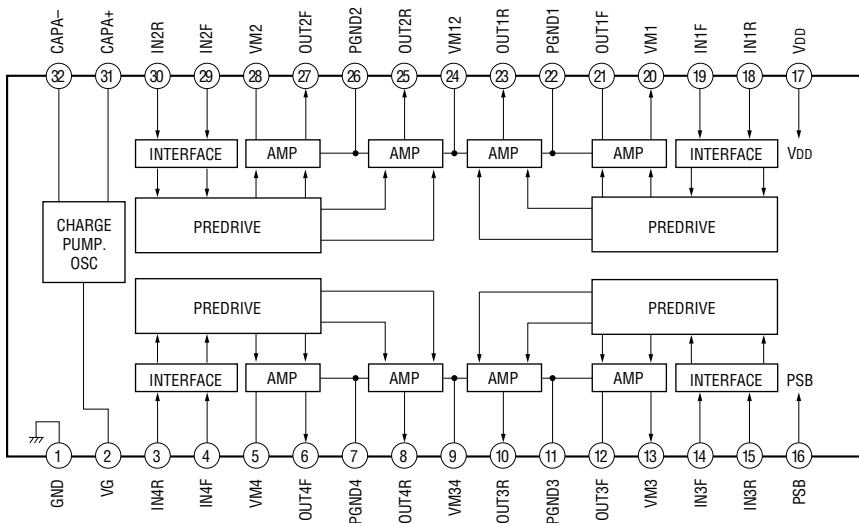 CAPA–
CAPA+
IN2R
IN2F
VM2
OUT2F
PGND2
OUT2R
VM12
OUT1R
PGND1
OUT1F
VM1
IN1F
IN1R
VDD
32
31
30
29
28
27
26
25
24
23
22
21
20
19
18
17
INTERFACE
AMP
AMP
AMP
AMP
INTERFACE
VDD
CHARGE
PUMP.
OSC
PREDRIVE
PREDRIVE
PREDRIVE
PREDRIVE
INTERFACE
AMP
AMP
AMP
AMP
INTERFACE
PSB
1
2
3
4
5
6
7
8
9
10
11
12
13
14
15
16
GND
VG
IN4R
IN4F
VM4
OUT4F
PGND4
OUT4R
VM34
OUT3R
PGND3
OUT3F
VM3
IN3F
IN3R
PSB